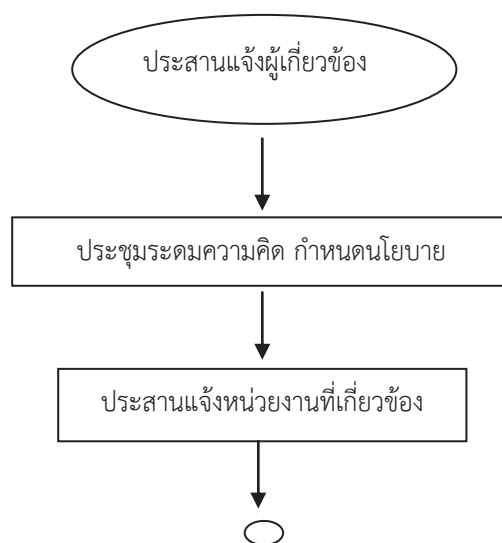 ประสานแจ้งผู้เกี่ยวข้อง
ประชุมระดมความคิด กำหนดนโยบาย
ประสานแจ้งหน่วยงานที่เกี่ยวข้อง